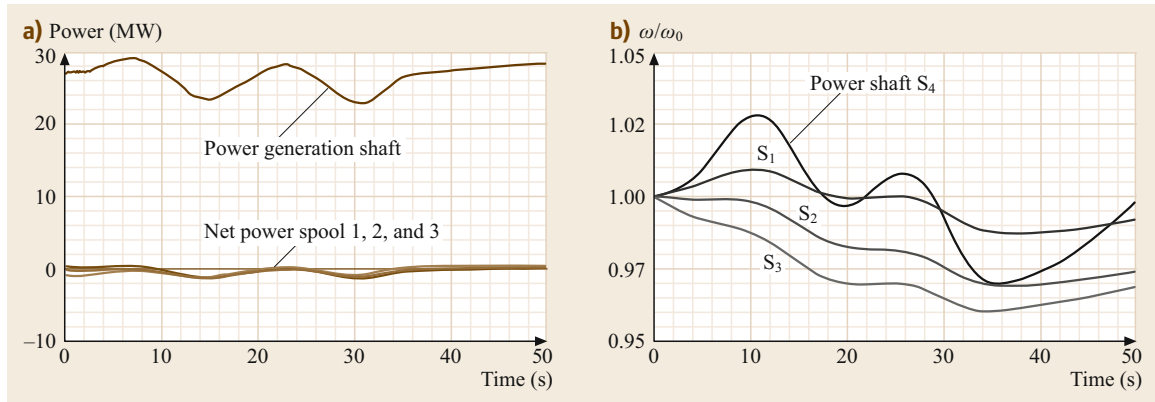 a) Power (MW)
30
20
10
0
–10
0 10 20 30 40 50
Time (s)
Power generation shaft
Net power spool 1, 2, and 3
b) ω/ω0
1.05
1.02
1.00
0.97
0.95
0 10 20 30 40 50
Time (s)
Power shaft S4
S1
S2
S3